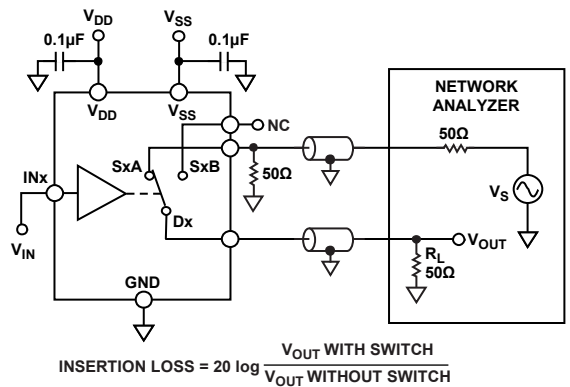 VDD
VSS
0.1µF
0.1µF
VDD
VSS
NC
NETWORK
ANALYZER
SxA
SxB
50Ω
50Ω
INx
VS
Dx
VIN
VOUT
RL
50Ω
GND
INSERTION LOSS = 20 log VOUT WITH SWITCH
VOUT WITHOUT SWITCH